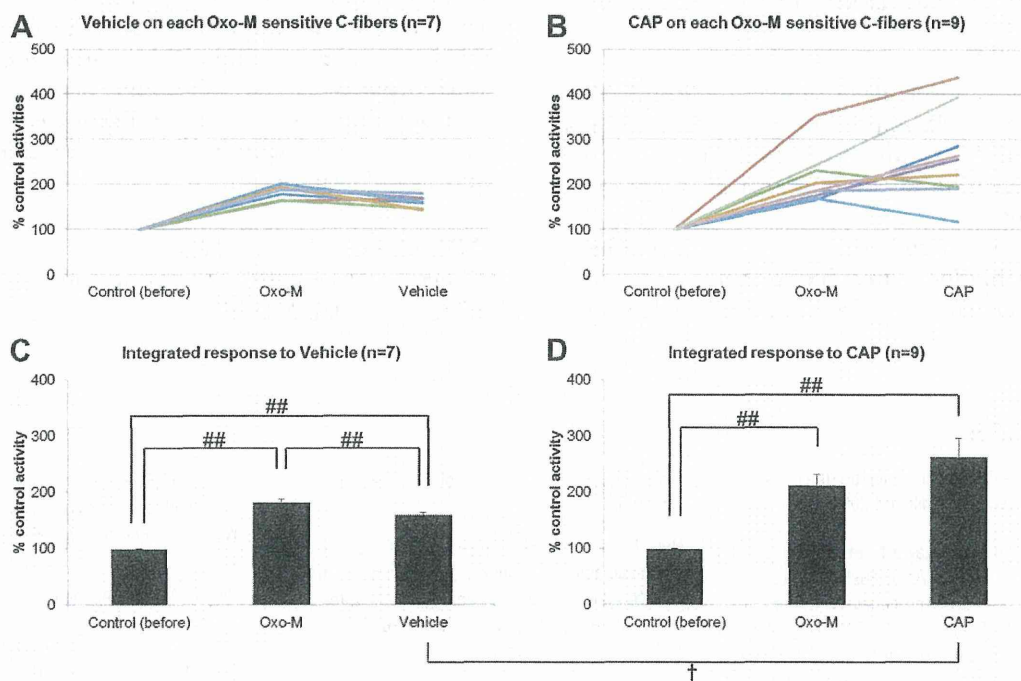 A
Vehicle on each Oxo-M sensitive C-fibers (n=7)
% control activities
500
400
300
200
100
0
Control (before)
Oxo-M
Vehicle
B
CAP on each Oxo-M sensitive C-fibers (n=9)
% control activities
500
400
300
200
100
0
Control (before)
Oxo-M
CAP
C
Integrated response to Vehicle (n=7)
% control activity
400
300
200
100
0
##
##
##
Control (before)
Oxo-M
Vehicle
D
Integrated response to CAP (n=9)
% control activity
400
300
200
100
0
##
##
Control (before)
Oxo-M
CAP
†